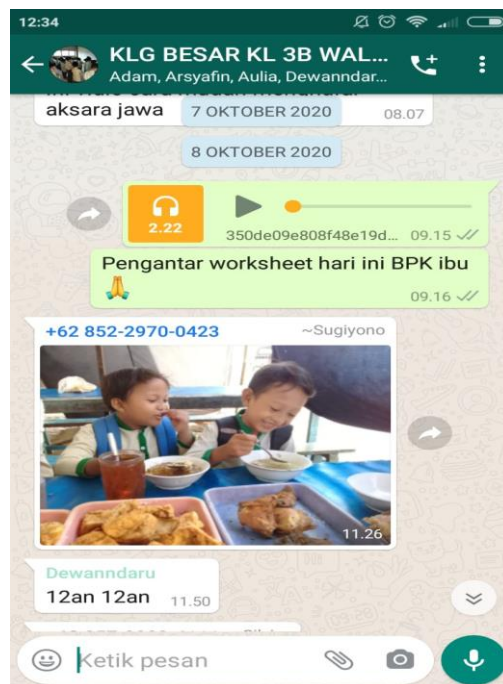 12:34
KLG BESAR KL 3B WAL...
Adam, Arsyafin, Aulia, Dewanndar...
aksara jawa
08.07
7 OKTOBER 2020
8 OKTOBER 2020
2.22
350de09e808f48e19d... 09.15
Pengantar worksheet hari ini BPK ibu
🙏
09.16
+62 852-2970-0423 ~Sugiyono
11.26
Dewanndaru
12an 12an 11.50
Ketik pesan